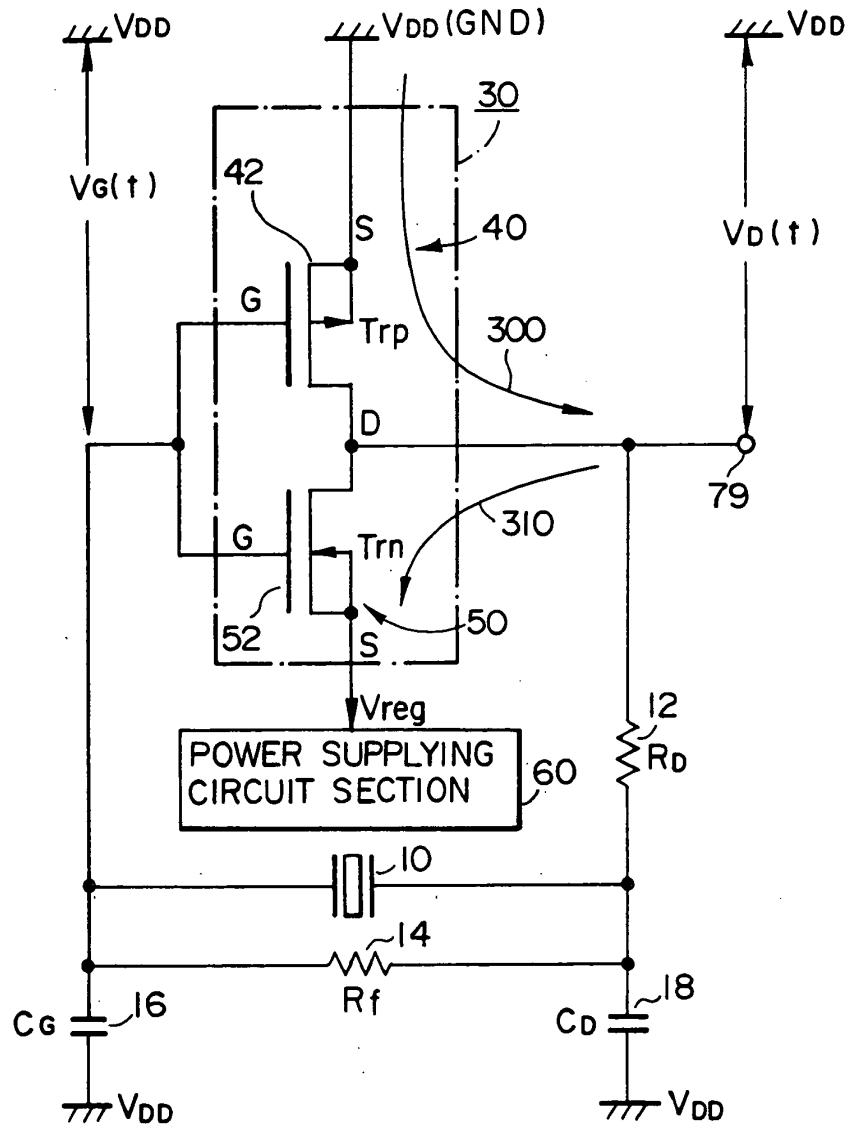 VDD
VDD (GND)
VDD
30
42
VG(t)
S
40
VD(t)
G
Trp
300
D
79
G
Trn
310
52
50
S
Vreg
12
RD
POWER SUPPLYING
CIRCUIT SECTION
60
10
14
Rf
16
CG
18
CD
VDD
VDD